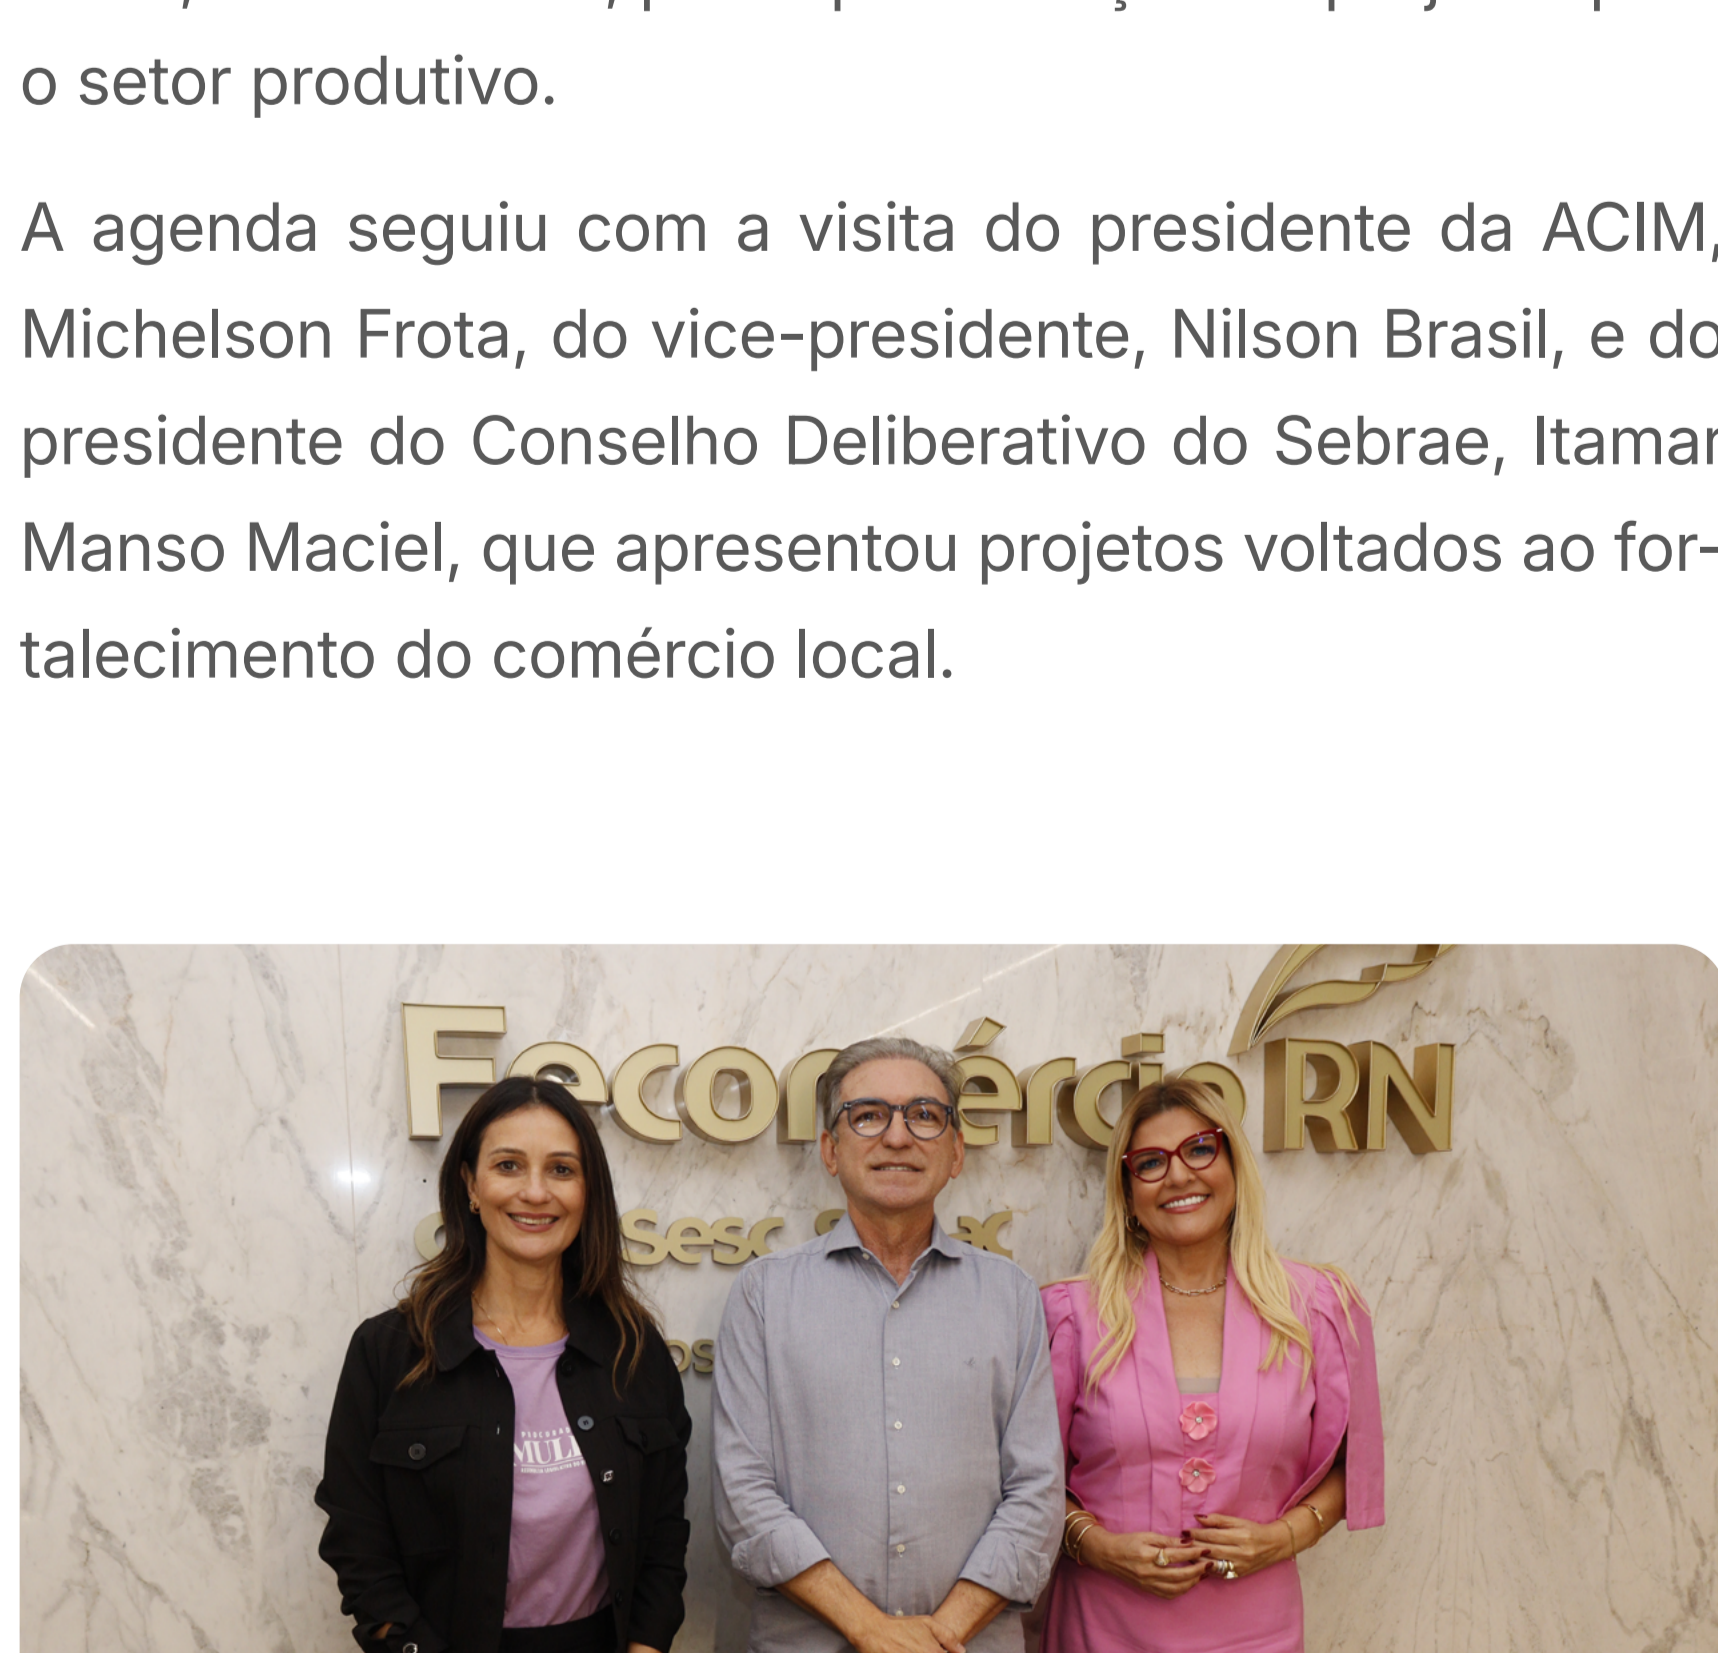 o setor produtivo.
A agenda seguiu com a visita do presidente da ACIM,
Michelson Frota, do vice-presidente, Nilson Brasil, e do
presidente do Conselho Deliberativo do Sebrae, Itamar
Manso Maciel, que apresentou projetos voltados ao for-
talecimento do comércio local.
Fecomércio RN
Sesc